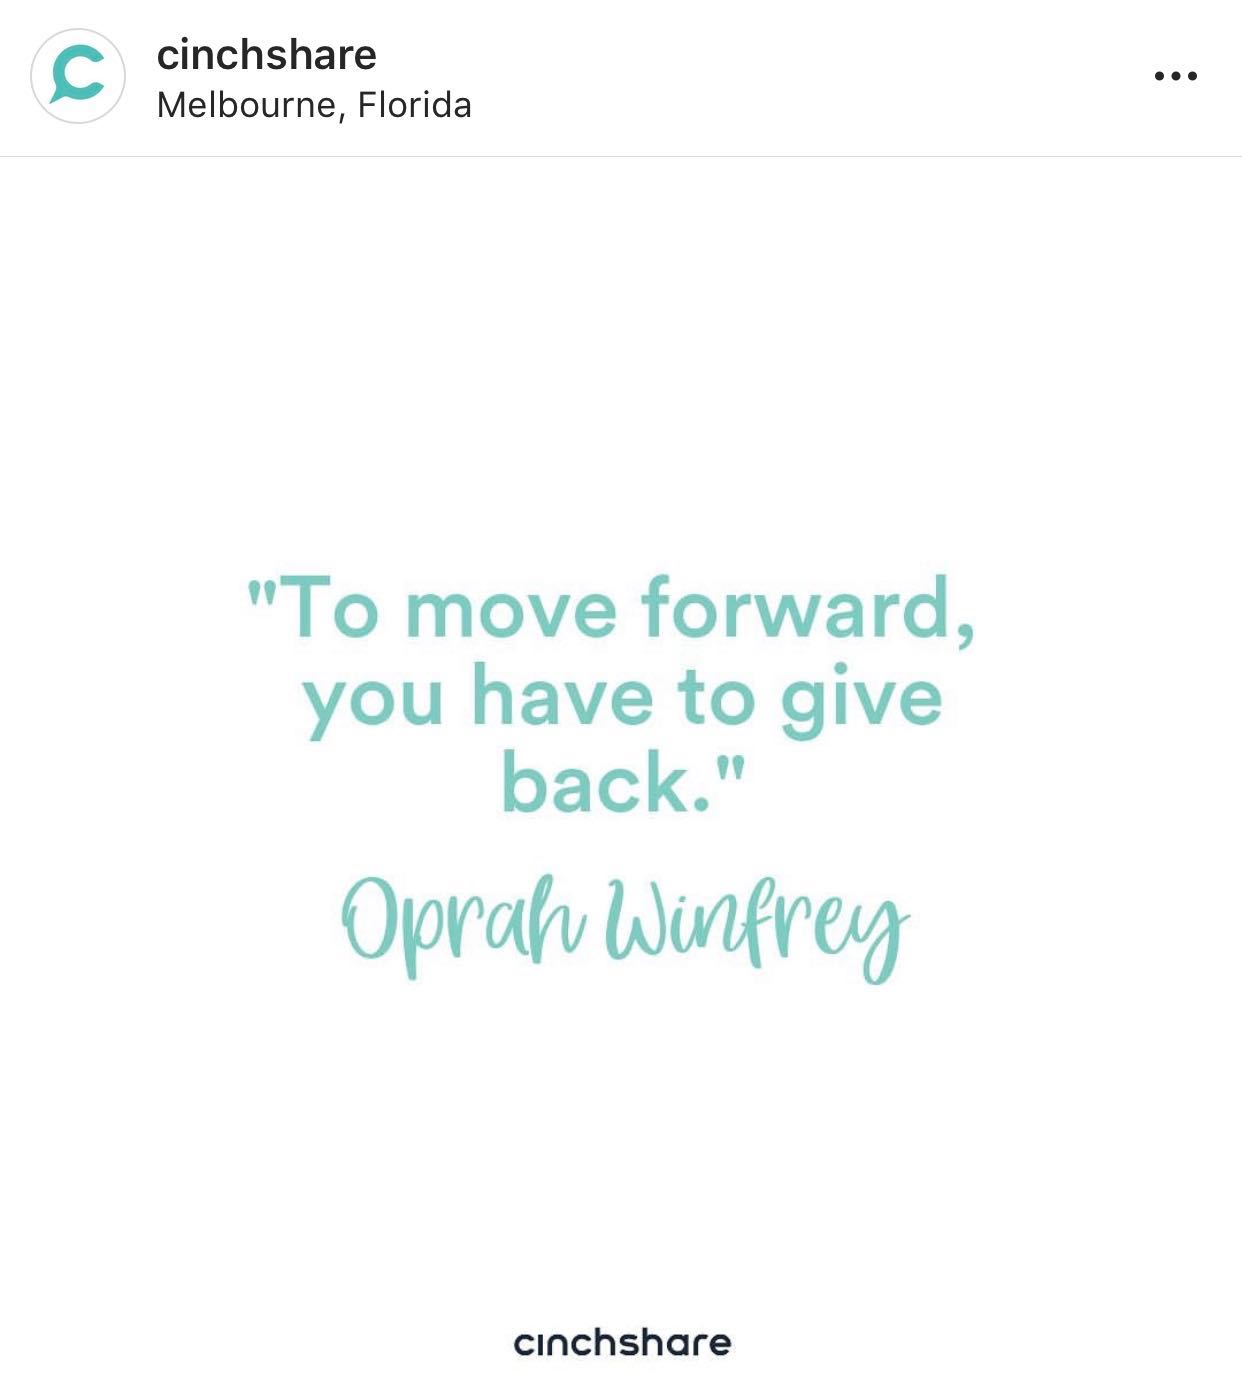 cinchshare
Melbourne, Florida
"To move forward,
you have to give
back."
Oprah Winfrey
cinchshare